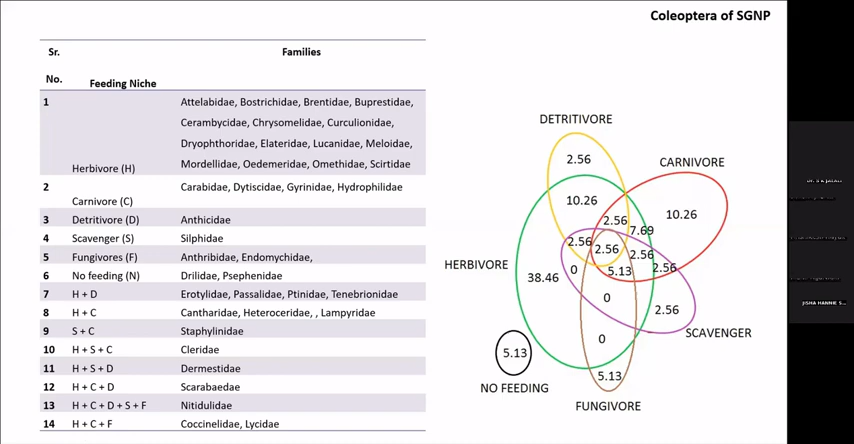 Coleoptera of SGNP
Sr.
No.
Feeding Niche
Families
1
Herbivore (H)
Attelabidae, Bostrichidae, Brentidae, Buprestidae,
Cerambycidae, Chrysomelidae, Curculionidae,
Dryophthoridae, Elateridae, Lucanidae, Meloidae,
Mordellidae, Oedemeridae, Omethidae, Scirtidae
2
Carnivore (C)
Carabidae, Dytiscidae, Gyrinidae, Hydrophilidae
3 Detritivore (D) Anthicidae
4 Scavenger (S) Silphidae
5 Fungivores (F) Anthribidae, Endomychidae,
6 No feeding (N) Drilidae, Psephenidae
7 H + D Erotylidae, Passalidae, Ptinidae, Tenebrionidae
8 H + C Cantharidae, Heteroceridae, , Lampyridae
9 S + C Staphylinidae
10 H + S + C Cleridae
11 H + S + D Dermestidae
12 H + C + D Scarabaedae
13 H + C + D + S + F Nitidulidae
14 H + C + F Coccinelidae, Lycidae
DETRITIVORE
2.56
CARNIVORE
10.26
10.26
2.56
7.69
2.56
2.56
2.56
HERBIVORE
38.46
0
5.13
2.56
0
2.56
SCAVENGER
0
5.13
NO FEEDING
5.13
FUNGIVORE
JISHA HANNIE S...